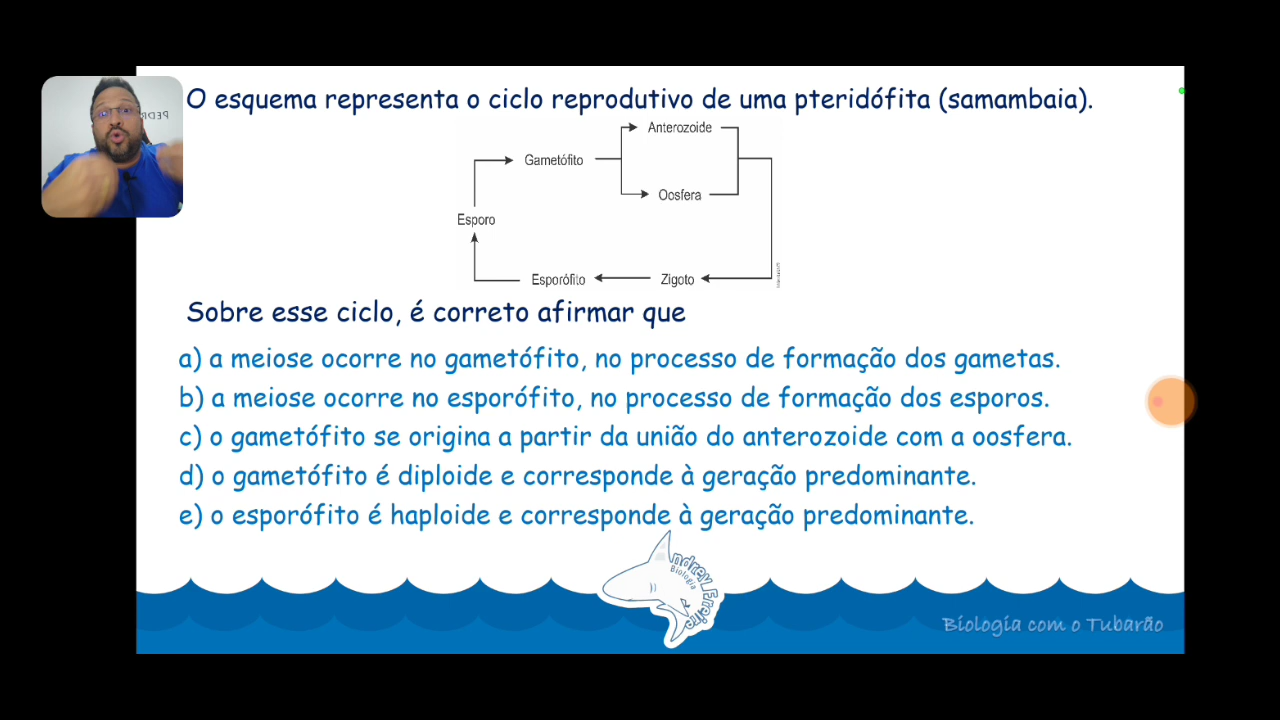 PEDR
O esquema representa o ciclo reprodutivo de uma pteridófita (samambaia).
Anterozoide
Gametófito
Oosfera
Esporo
Esporófito
Zigoto
Sobre esse ciclo, é correto afirmar que
a) a meiose ocorre no gametófito, no processo de formação dos gametas.
b) a meiose ocorre no esporófito, no processo de formação dos esporos.
c) o gametófito se origina a partir da união do anterozoide com a oosfera.
d) o gametófito é diploide e corresponde à geração predominante.
e) o esporófito é haploide e corresponde à geração predominante.
Biologia
Biologia com o Tubarão